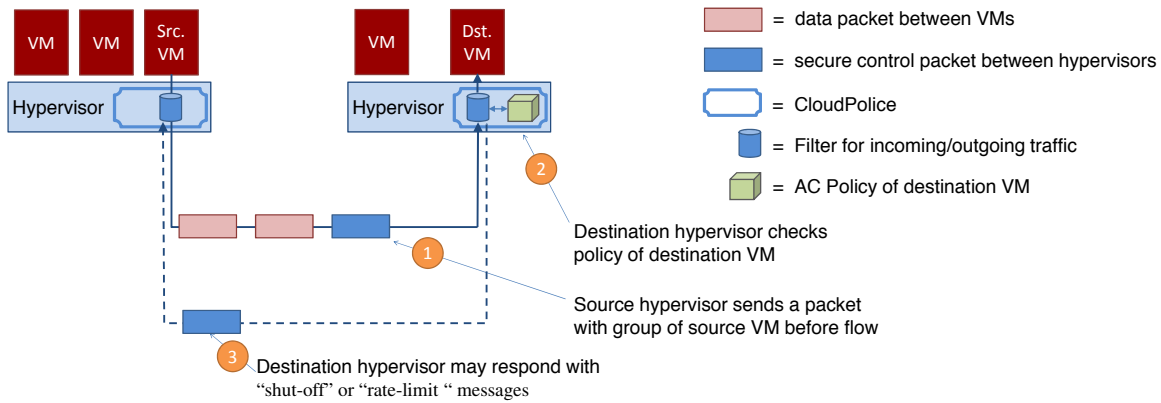 VM
VM
Src.
VM
VM
Dst.
VM
Hypervisor
Hypervisor
= data packet between VMs
= secure control packet between hypervisors
= CloudPolice
= Filter for incoming/outgoing traffic
= AC Policy of destination VM
2
Destination hypervisor checks
policy of destination VM
1
Source hypervisor sends a packet
with group of source VM before flow
3
Destination hypervisor may respond with
“shut-off” or “rate-limit “ messages